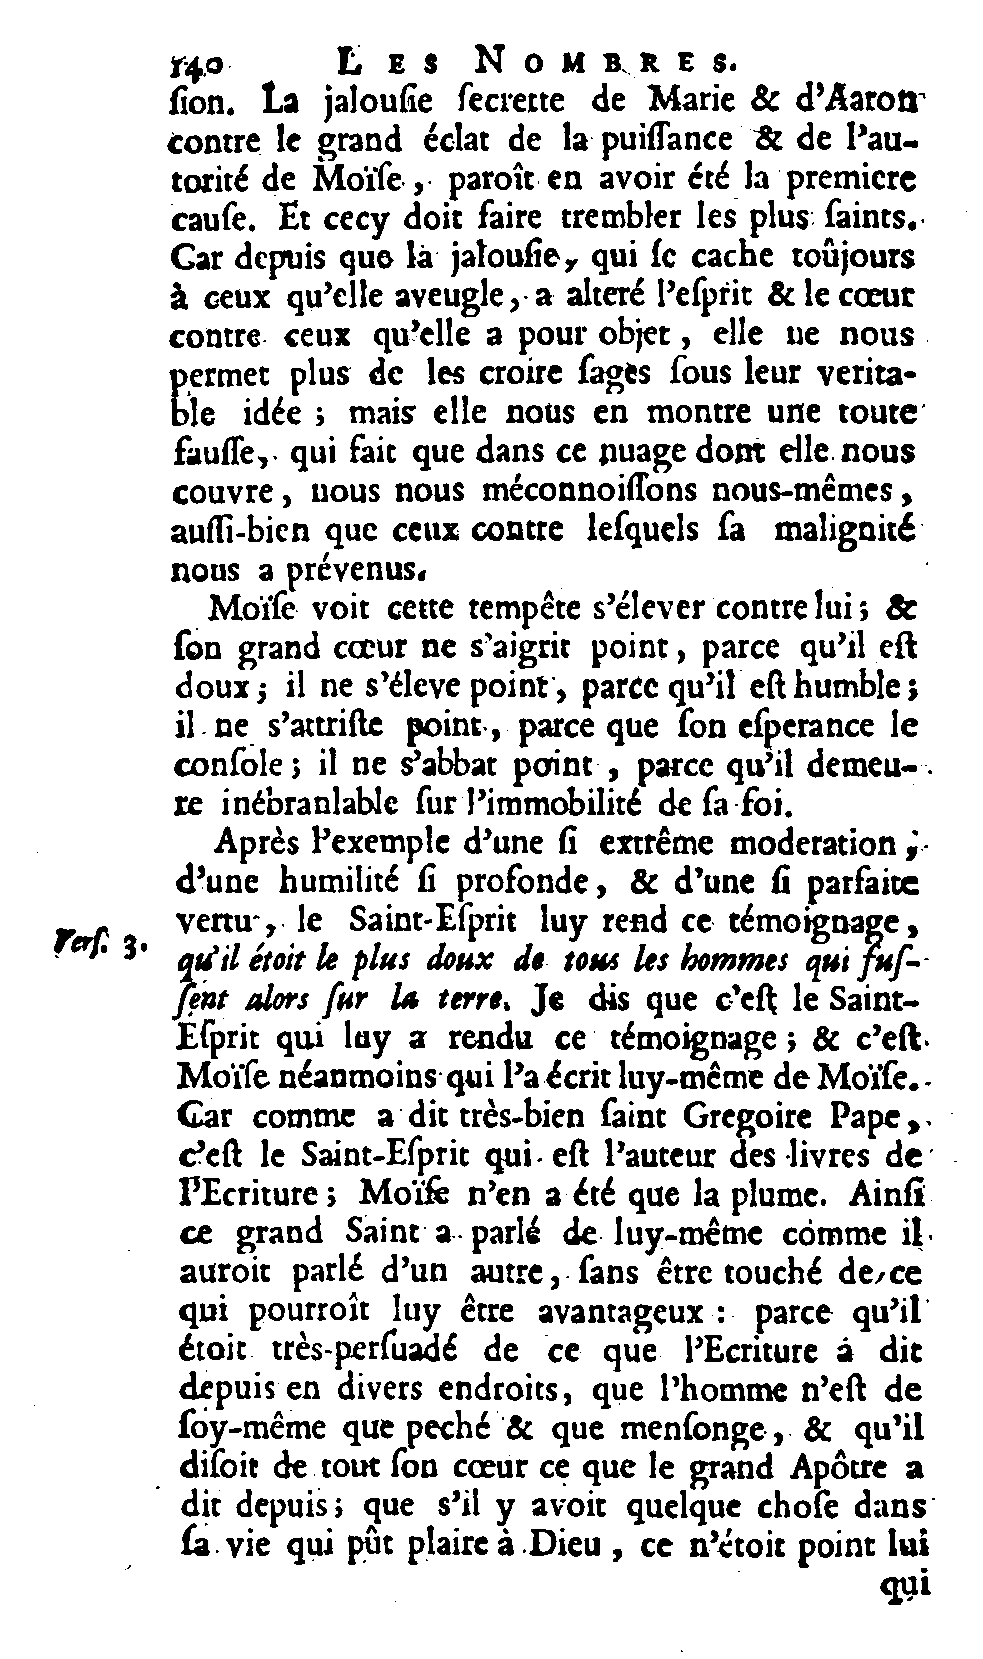 140 LES NOMBRES.
ſion. La jalouſie ſecrette de Marie & d'Aaron
contre le grand éclat de la puiſſance & de l'au-
torité de Moïſe, paroît en avoir été la premiere
cauſe. Et cecy doit faire trembler les plus ſaints.
Car depuis que la jalouſie, qui ſe cache toûjours
à ceux qu'elle aveugle, a alteré l'eſprit & le cœur
contre ceux qu'elle a pour objet, elle ne nous
permet plus de les croire ſages ſous leur verita-
ble idée; mais elle nous en montre une toute
fauſſe, qui fait que dans ce nuage dont elle nous
couvre, nous nous méconnoiſſons nous-mêmes,
auſſi-bien que ceux contre leſquels ſa malignité
nous a prévenus.
Moïſe voit cette tempête s'élever contre lui; &
ſon grand cœur ne s'aigrit point, parce qu'il eſt
doux; il ne s'éleve point, parce qu'il eſt humble;
il ne s'attriſte point, parce que ſon eſperance le
conſole; il ne s'abbat point, parce qu'il demeu-
re inébranlable ſur l'immobilité de ſa foi.
Après l'exemple d'une ſi extrême moderation;
d'une humilité ſi profonde, & d'une ſi parfaite
vertu, le Saint-Eſprit luy rend ce témoignage,
Verſ. 3. qu'il étoit le plus doux de tous les hommes qui fuſ-
ſent alors ſur la terre. Je dis que c'eſt le Saint-
Eſprit qui luy a rendu ce témoignage; & c'eſt
Moïſe néanmoins qui l'a écrit luy-même de Moïſe.
Car comme a dit très-bien ſaint Gregoire Pape,
c'eſt le Saint-Eſprit qui eſt l'auteur des livres de
l'Ecriture; Moïſe n'en a été que la plume. Ainſi
ce grand Saint a parlé de luy-même comme il
auroit parlé d'un autre, ſans être touché de ce
qui pourroît luy être avantageux: parce qu'il
étoit très-perſuadé de ce que l'Ecriture a dit
depuis en divers endroits, que l'homme n'eſt de
ſoy-même que peché & que menſonge, & qu'il
diſoit de tout ſon cœur ce que le grand Apôtre a
dit depuis; que s'il y avoit quelque choſe dans
ſa vie qui pût plaire à Dieu, ce n'étoit point lui
qui